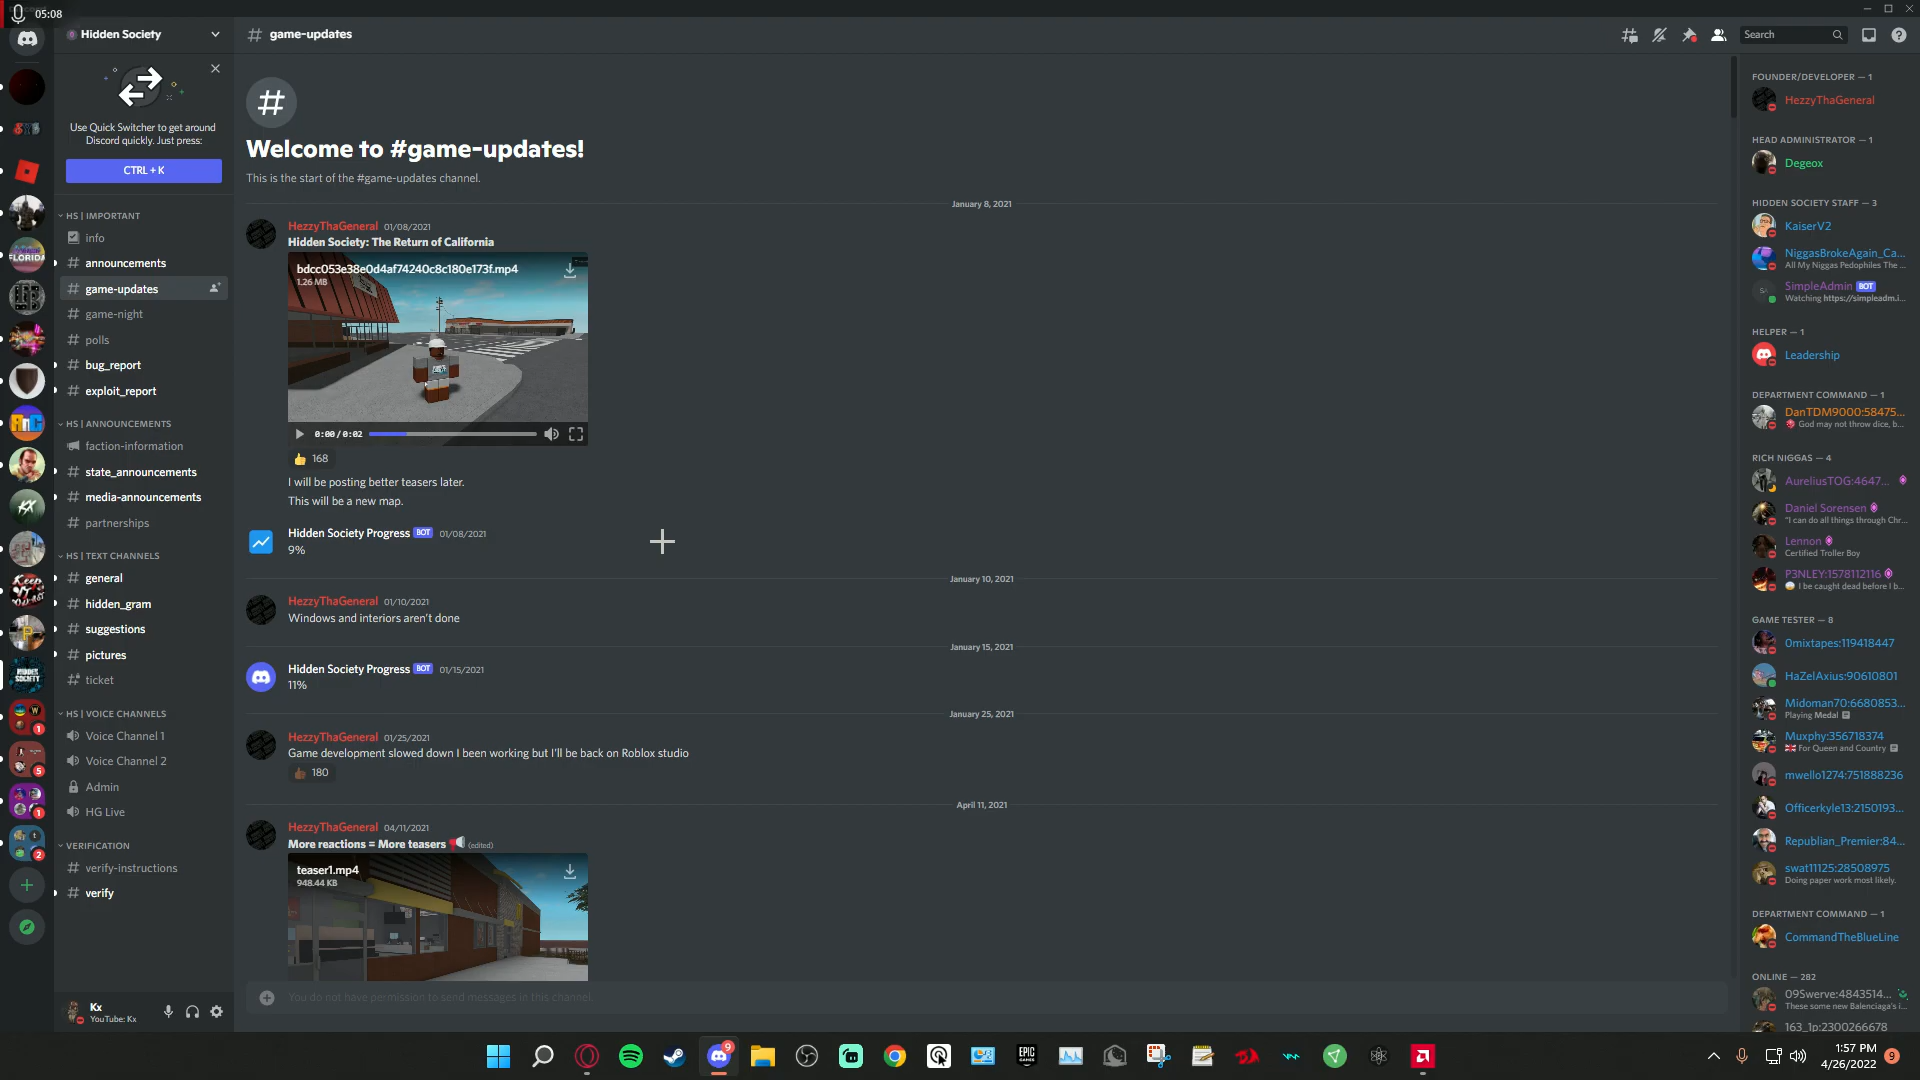 05:08
Hidden Society
game-updates
Search
Use Quick Switcher to get around
Discord quickly. Just press:
CTRL + K
HS | IMPORTANT
info
announcements
game-updates
game-night
polls
bug_report
exploit_report
HS | ANNOUNCEMENTS
faction-information
state_announcements
media-announcements
partnerships
HS | TEXT CHANNELS
general
hidden_gram
suggestions
pictures
ticket
HS | VOICE CHANNELS
Voice Channel 1
Voice Channel 2
Admin
HG Live
VERIFICATION
verify-instructions
verify
Kx
YouTube: Kx
Welcome to #game-updates!
This is the start of the #game-updates channel.
January 8, 2021
HezzyThaGeneral 01/08/2021
Hidden Society: The Return of California
bdcc053e38e0d4af74240c8c180e173f.mp4
1.26 MB
0:00 / 0:02
168
I will be posting better teasers later.
This will be a new map.
Hidden Society Progress BOT 01/08/2021
9%
January 10, 2021
HezzyThaGeneral 01/10/2021
Windows and interiors aren't done
January 15, 2021
Hidden Society Progress BOT 01/15/2021
11%
January 25, 2021
HezzyThaGeneral 01/25/2021
Game development slowed down I been working but I'll be back on Roblox studio
180
April 11, 2021
HezzyThaGeneral 04/11/2021
More reactions = More teasers (edited)
teaser1.mp4
948.44 KB
You do not have permission to send messages in this channel.
FOUNDER/DEVELOPER — 1
HezzyThaGeneral
HEAD ADMINISTRATOR — 1
Degeox
HIDDEN SOCIETY STAFF — 3
KaiserV2
NiggasBrokeAgain_Ca...
All My Niggas Pedophiles The ...
SimpleAdmin BOT
Watching https://simpleadm.i...
HELPER — 1
Leadership
DEPARTMENT COMMAND — 1
DanTDM9000:58475...
God may not throw dice, b...
RICH NIGGAS — 4
AureliusTOG:4647...
Daniel Sorensen
"I can do all things through Chr...
Lennon
Certified Troller Boy
P3NLEY:1578112116
I be caught dead before I b...
GAME TESTER — 8
0mixtapes:119418447
HaZelAxius:90610801
Midoman70:6680853...
Playing Medal
Muxphy:356718374
For Queen and Country
mwello1274:751888236
Officerkyle13:2150193...
Republian_Premier:84...
swat11125:28508975
Doing paper work most likely.
DEPARTMENT COMMAND — 1
CommandTheBlueLine
ONLINE — 282
09Swerve:4843514...
These some new Balenciaga's i...
163_1p:2300266678
FLORIDA
HIDDEN
SOCIETY
1
5
1
2
9
EPIC
GAMES
1:57 PM
4/26/2022
9